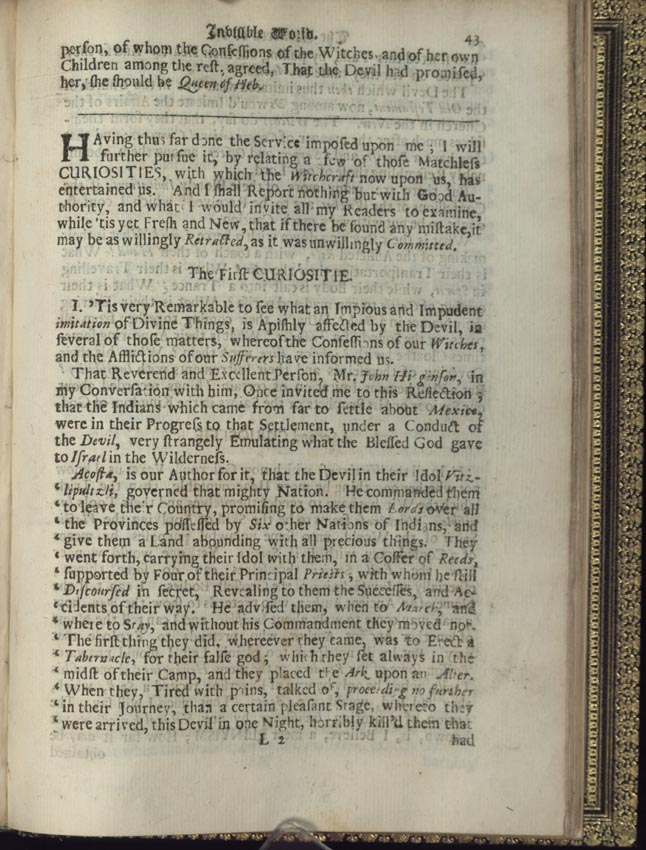 Invisible World. 43
person, of whom the Confessions of the Witches, and of her own
Children among the rest, agreed, That the Devil had promised,
her, she should be Queen of Heb.
HAving thus far done the Service imposed upon me; I will
further pursue it, by relating a few of those Matchless
CURIOSITIES, with which the Witchcraft now upon us, has
entertained us. And I shall Report nothing but with Good Au-
thority, and what I would invite all my Readers to examine,
while 'tis yet Fresh and New, that if there be found any mistake, it
may be as willingly Retracted, as it was unwillingly Committed.
The First CURIOSITIE.
I. 'Tis very Remarkable to see what an Impious and Impudent
imitation of Divine Things, is Apishly affected by the Devil, in
several of those matters, whereof the Confessions of our Witches,
and the Afflictions of our Sufferers have informed us.
That Reverend and Excellent Person, Mr. John Higginson, in
my Conversation with him, Once invited me to this Reflection;
that the Indians which came from far to settle about Mexico,
were in their Progress to that Settlement, under a Conduct of
the Devil, very strangely Emulating what the Blessed God gave
to Israel in the Wilderness.
Acosta, is our Author for it, that the Devil in their Idol Vitz-
‘ lipultzli, governed that mighty Nation. He commanded them
‘ to leave their Country, promising to make them Lords over all
‘ the Provinces possessed by Six other Nations of Indians, and
‘ give them a Land abounding with all precious things. They
‘ went forth, carrying their Idol with them, in a Coffer of Reeds,
‘ supported by Four of their Principal Priests; with whom he still
‘ Discoursed in secret, Revealing to them the Successes, and Ac-
‘ cidents of their way. He advised them, when to March, and
‘ where to Stay, and without his Commandment they moved not.
‘ The first thing they did, wherever they came, was to Erect a
‘ Tabernacle, for their false god; which they set always in the
‘ midst of their Camp, and they placed the Ark upon an Alter.
‘ When they, Tired with pains, talked of, proceeding no further
‘ in their Journey, than a certain pleasant Stage, whereto they
‘ were arrived, this Devil in one Night, horribly kill'd them that
L 2 had